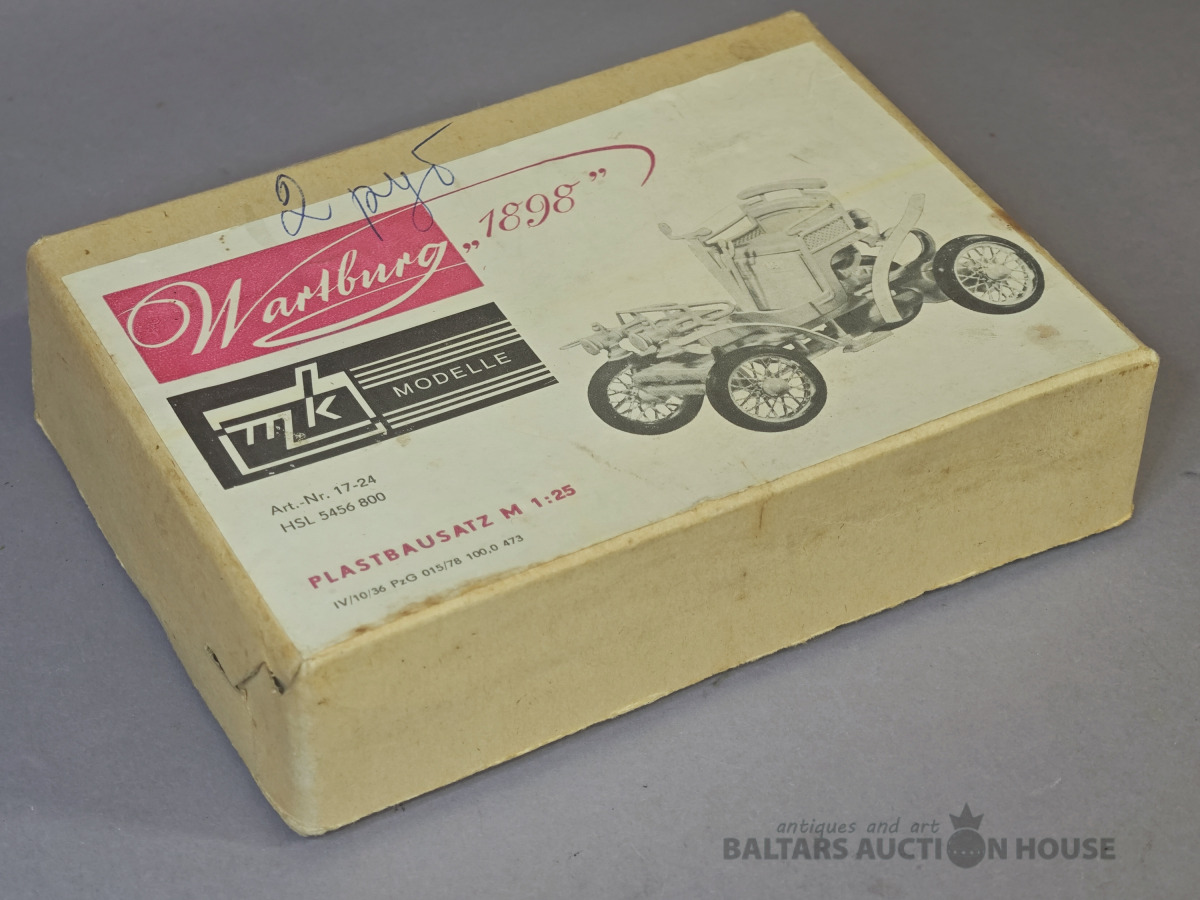 2 руб
Wartburg „1898”
mzk MODELLE
Art.-Nr. 17-24
HSL 5456 800
PLASTBAUSATZ M 1:25
IV/10/36 PzG 015/78 100,0 473
antiques and art
BALTARS AUCTION HOUSE